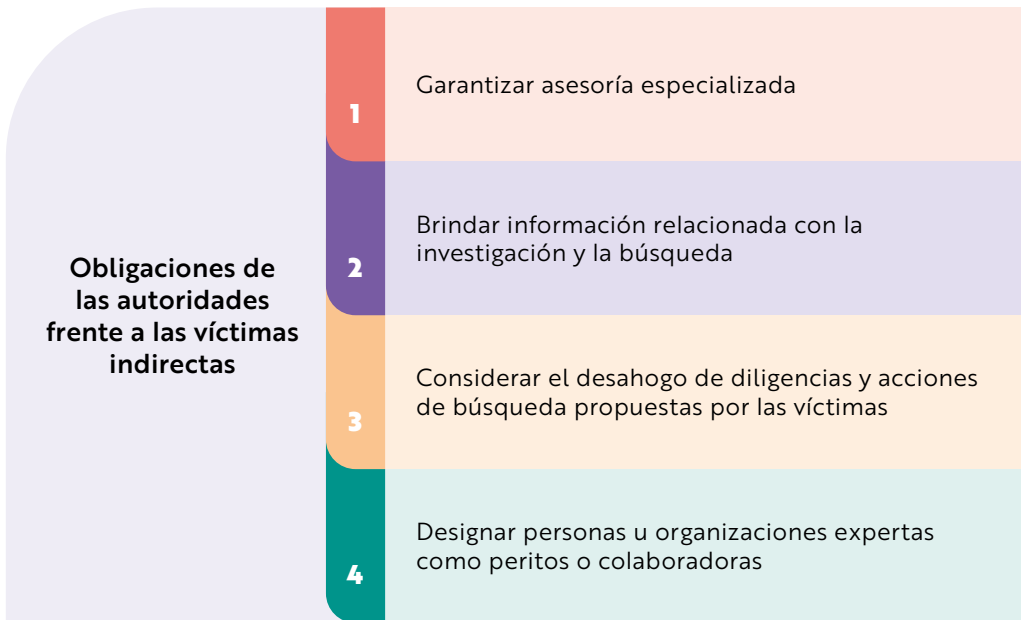 Obligaciones de
las autoridades
frente a las víctimas
indirectas
1
Garantizar asesoría especializada
2
Brindar información relacionada con la
investigación y la búsqueda
3
Considerar el desahogo de diligencias y acciones
de búsqueda propuestas por las víctimas
4
Designar personas u organizaciones expertas
como peritos o colaboradoras